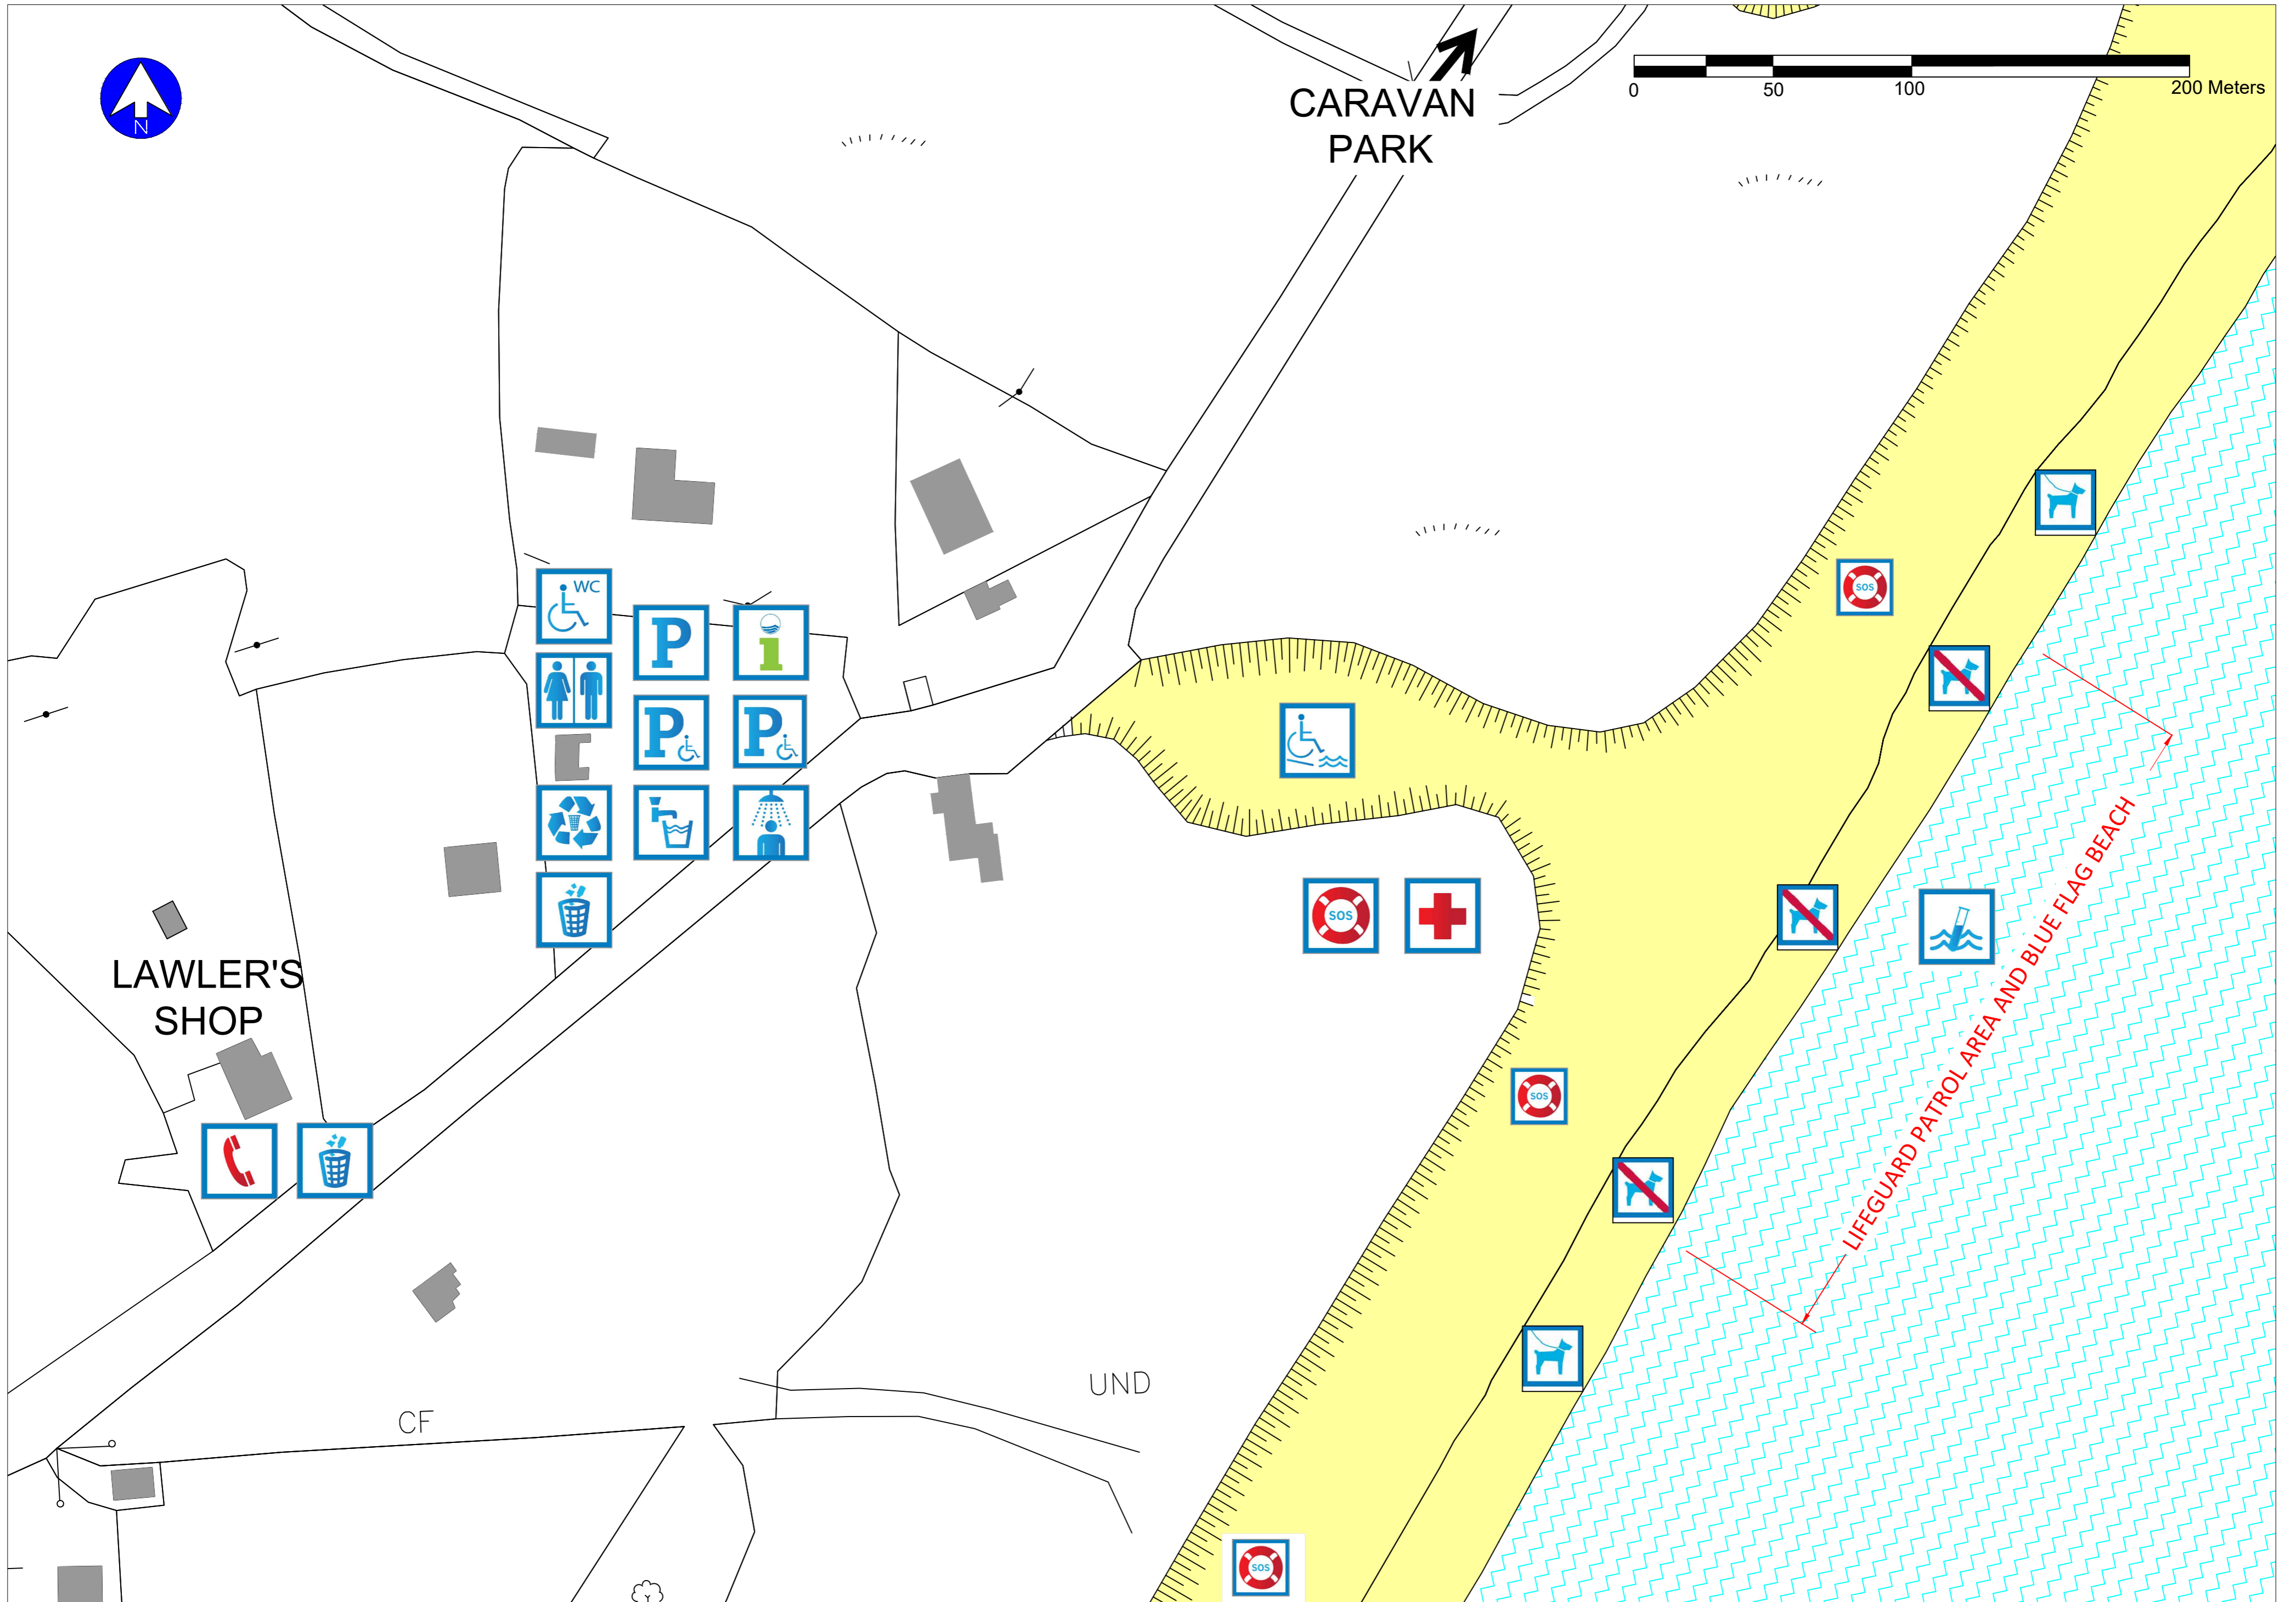 N
CARAVAN
PARK
0
50
100
200 Meters
WC
P
i
P
P
SOS
SOS
SOS
LIFEGUARD PATROL AREA AND BLUE FLAG BEACH
LAWLER'S
SHOP
UND
CF
SOS